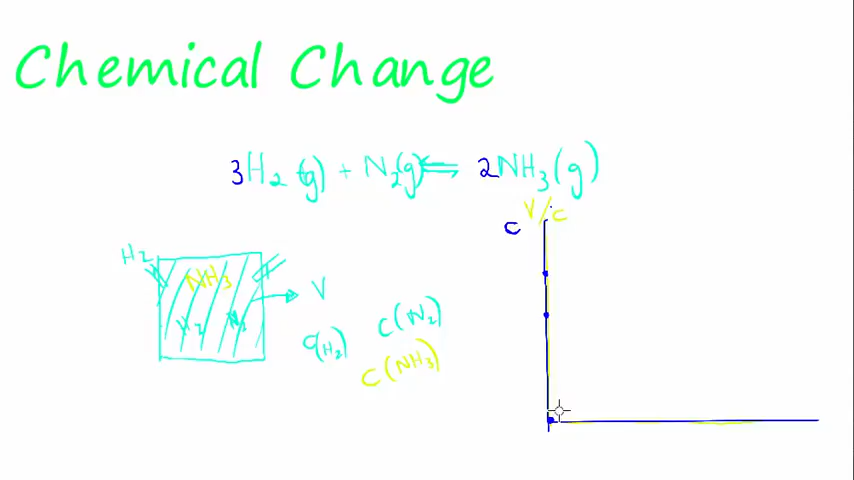 Chemical Change
3H2(g) + N2(g) ⇌ 2NH3(g)
c V/c
H2
NH3
H2 N2
V
c(H2) c(N2)
c(NH3)